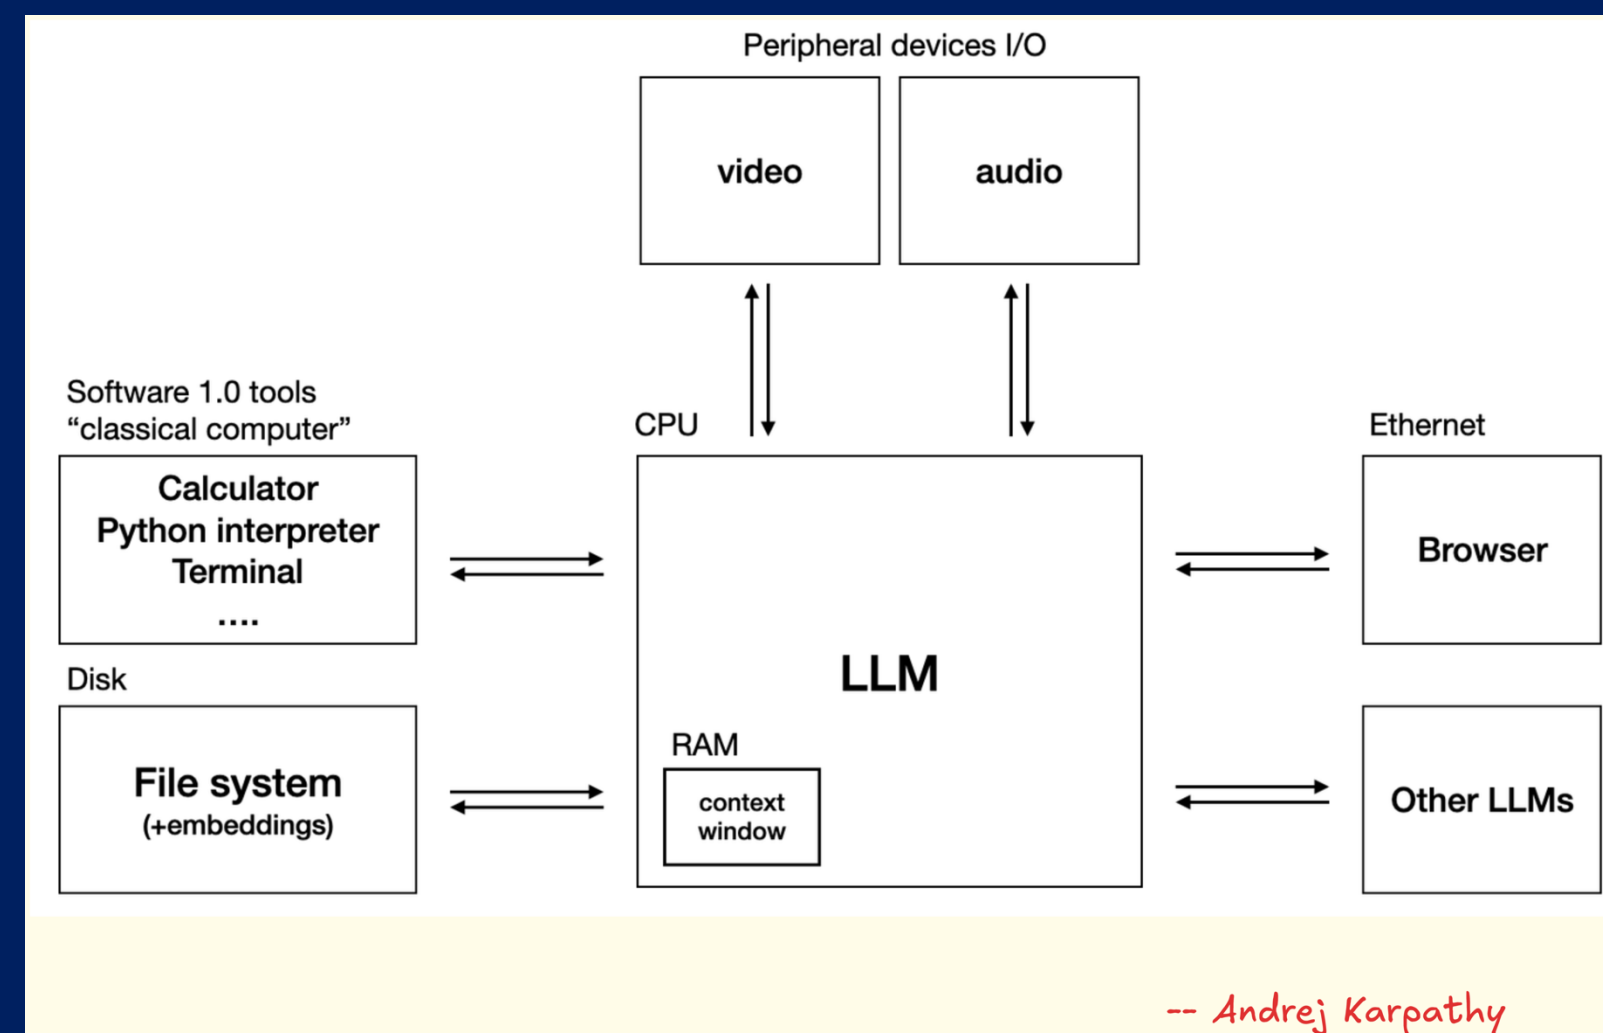 Peripheral devices I/O
video
audio
Software 1.0 tools
“classical computer”
Calculator
Python interpreter
Terminal
....
CPU
Ethernet
Browser
LLM
Disk
File system
(+embeddings)
RAM
context
window
Other LLMs
-- Andrej Karpathy